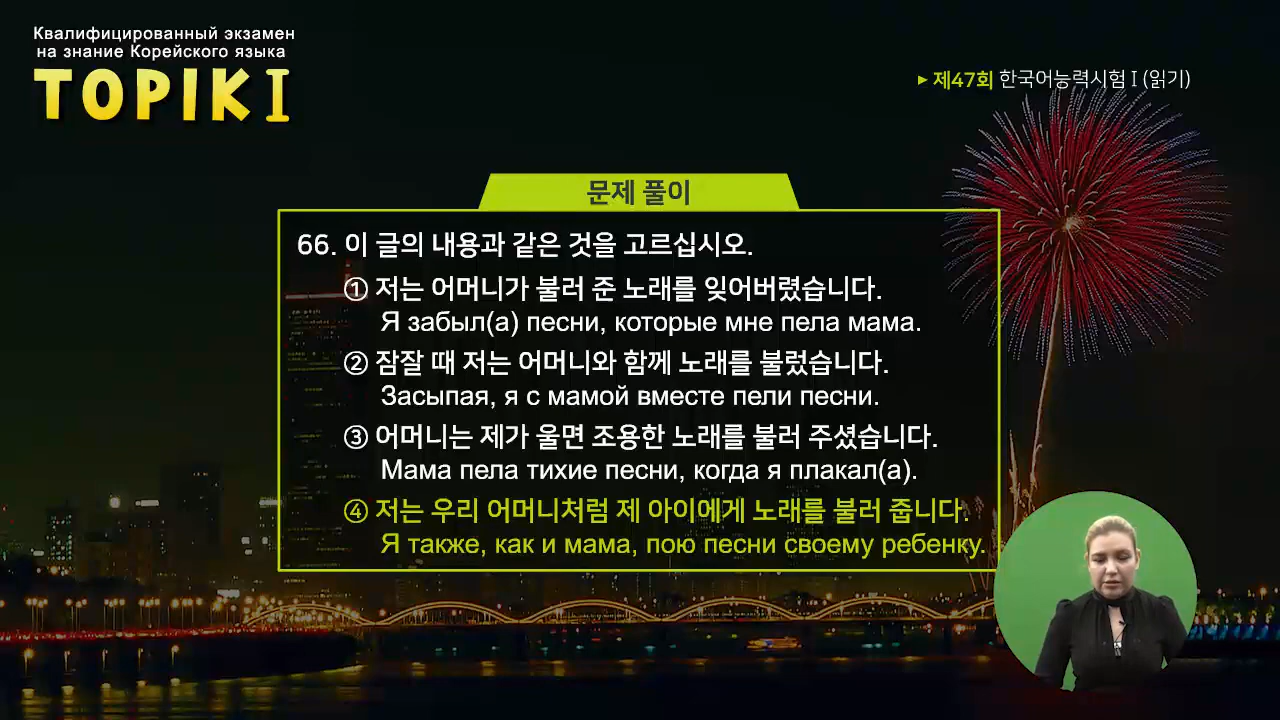 Квалифицированный экзамен
на знание Корейского языка
TOPIK I
▶ 제47회 한국어능력시험 I (읽기)
문제 풀이
66. 이 글의 내용과 같은 것을 고르십시오.
① 저는 어머니가 불러 준 노래를 잊어버렸습니다.
Я забыл(а) песни, которые мне пела мама.
② 잠잘 때 저는 어머니와 함께 노래를 불렀습니다.
Засыпая, я с мамой вместе пели песни.
③ 어머니는 제가 울면 조용한 노래를 불러 주셨습니다.
Мама пела тихие песни, когда я плакал(а).
④ 저는 우리 어머니처럼 제 아이에게 노래를 불러 줍니다.
Я также, как и мама, пою песни своему ребенку.